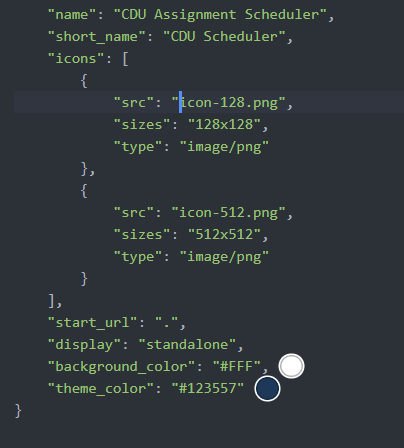 "name": "CDU Assignment Scheduler",
"short_name": "CDU Scheduler",
"icons": [
{
"src": "icon-128.png",
"sizes": "128x128",
"type": "image/png"
},
{
"src": "icon-512.png",
"sizes": "512x512",
"type": "image/png"
}
],
"start_url": ".",
"display": "standalone",
"background_color": "#FFF",
"theme_color": "#123557"
}